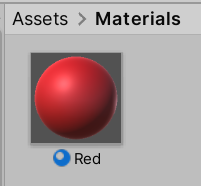 Assets > Materials
Red